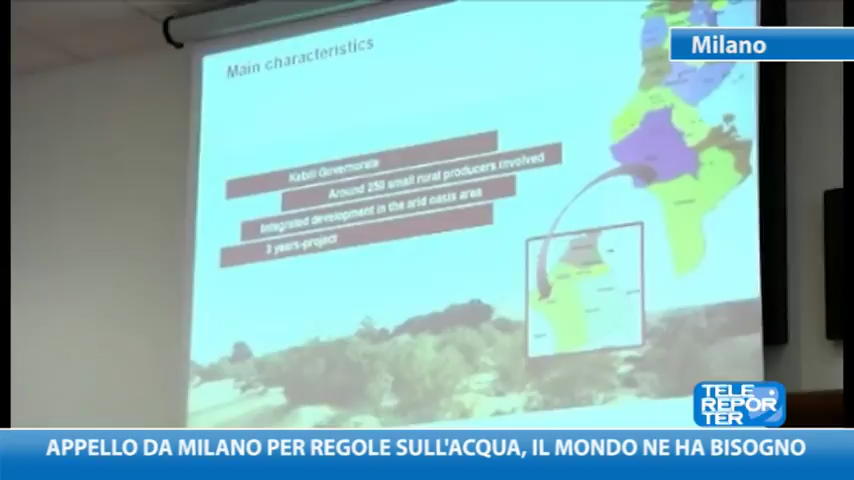 Main characteristics
Milano
Kebili Governorate
Around 250 small rural producers involved
Integrated development in the arid oasis area
3 years-project
TELE
REPOR
TER
APPELLO DA MILANO PER REGOLE SULL'ACQUA, IL MONDO NE HA BISOGNO